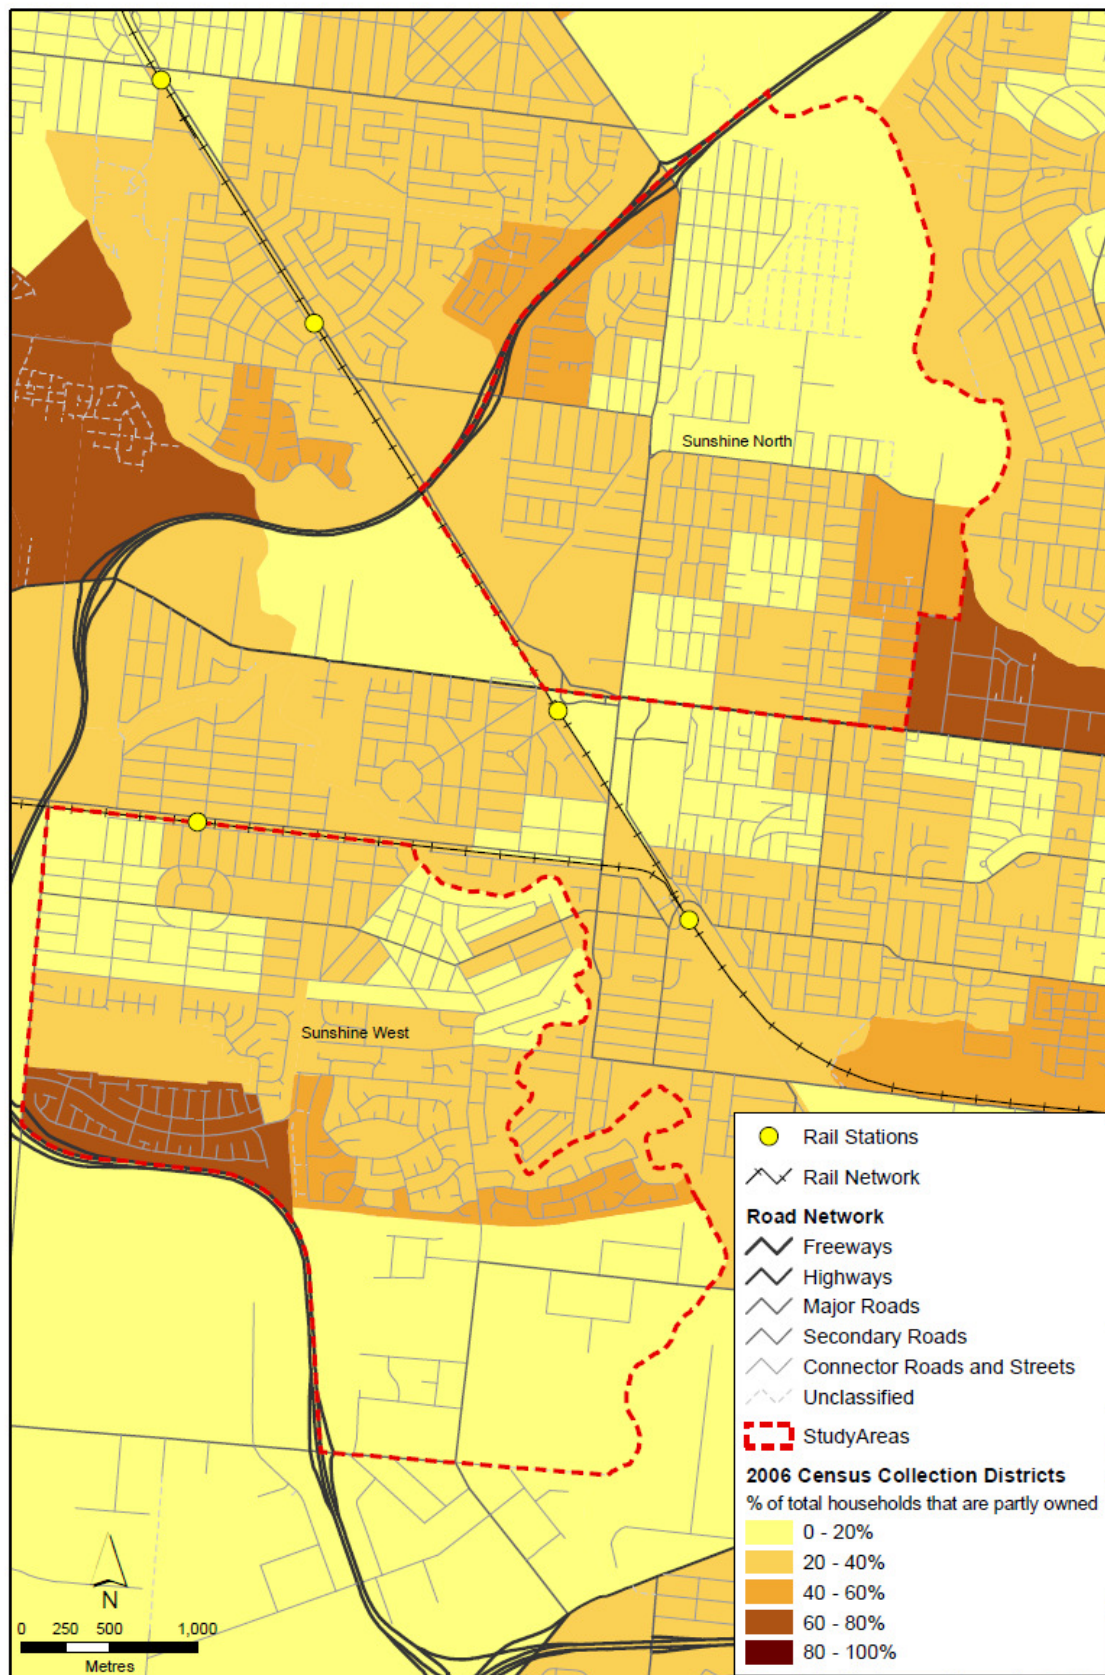 Sunshine North
Sunshine West
Rail Stations
Rail Network
Road Network
Freeways
Highways
Major Roads
Secondary Roads
Connector Roads and Streets
Unclassified
StudyAreas
2006 Census Collection Districts
% of total households that are partly owned
0 - 20%
20 - 40%
40 - 60%
60 - 80%
80 - 100%
N
0 250 500 1,000
Metres